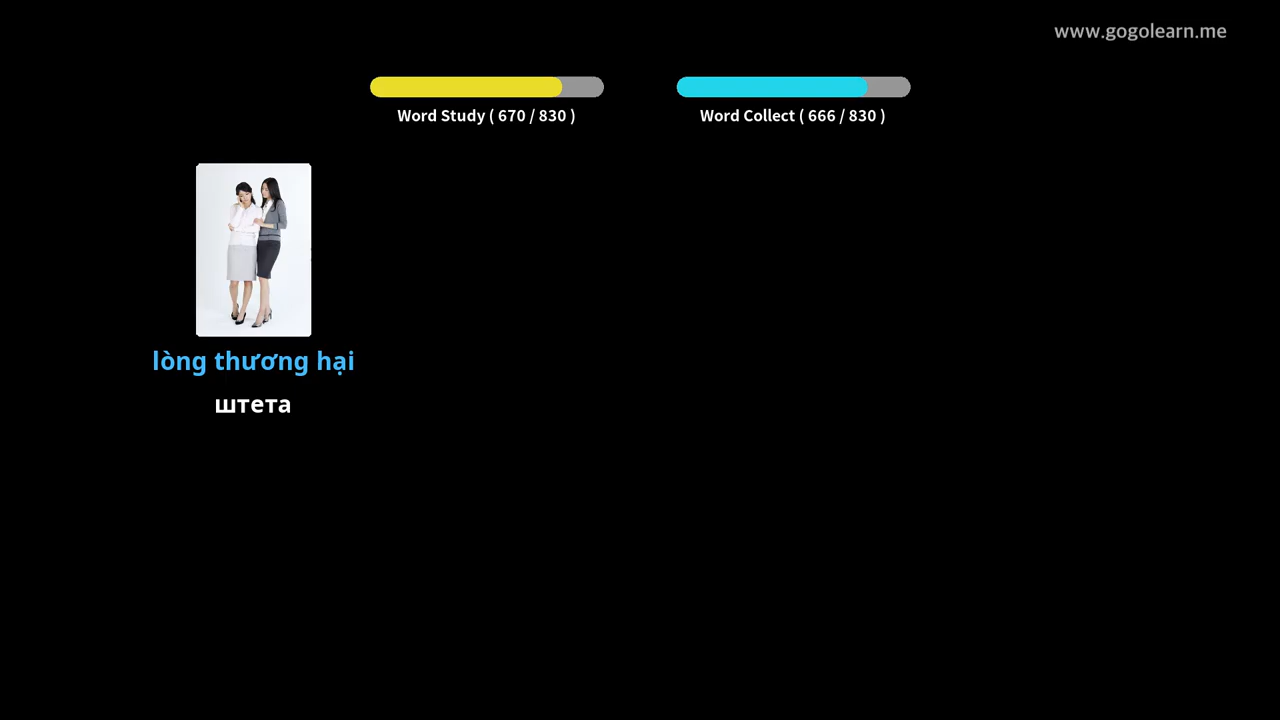 www.gogolearn.me
Word Study ( 670 / 830 )
Word Collect ( 666 / 830 )
lòng thương hại
штета